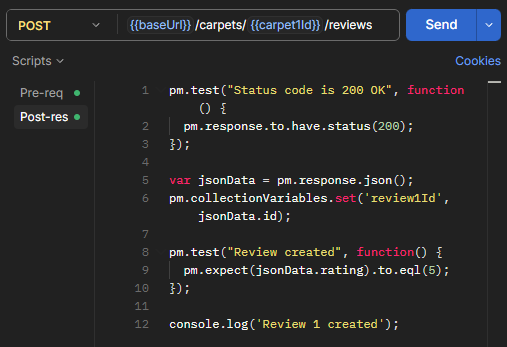 POST {{baseUrl}} /carpets/ {{carpet1Id}} /reviews Send
Scripts Cookies
Pre-req
Post-res
1 pm.test("Status code is 200 OK", function
() {
2 pm.response.to.have.status(200);
3 });
4
5 var jsonData = pm.response.json();
6 pm.collectionVariables.set('review1Id',
jsonData.id);
7
8 pm.test("Review created", function() {
9 pm.expect(jsonData.rating).to.eql(5);
10 });
11
12 console.log('Review 1 created');